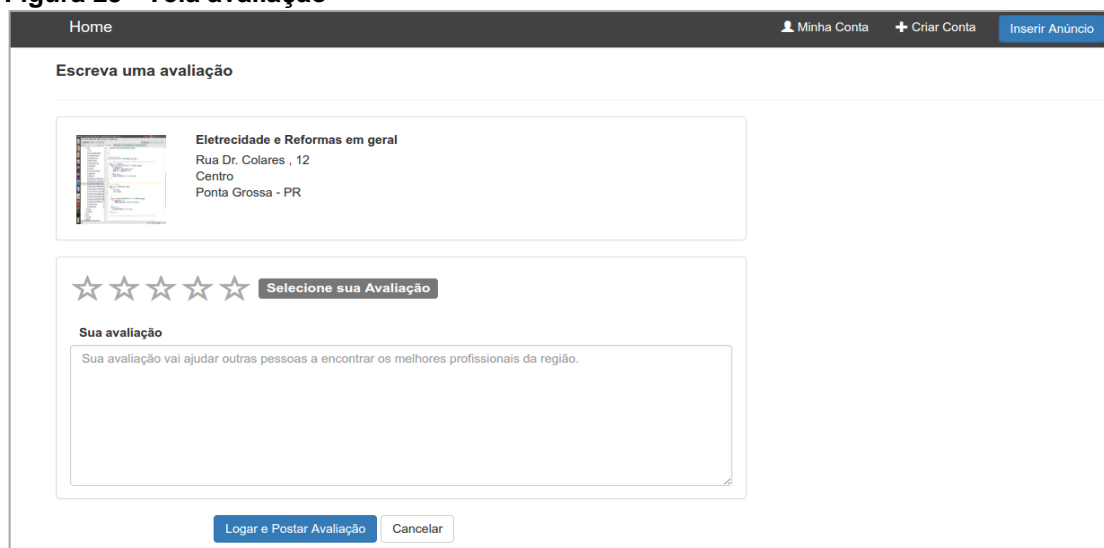 Figura 25 - Tela avaliação
Home
Minha Conta
Criar Conta
Inserir Anúncio
Escreva uma avaliação
Eletrecidade e Reformas em geral
Rua Dr. Colares , 12
Centro
Ponta Grossa - PR
Selecione sua Avaliação
Sua avaliação
Sua avaliação vai ajudar outras pessoas a encontrar os melhores profissionais da região.
Logar e Postar Avaliação
Cancelar